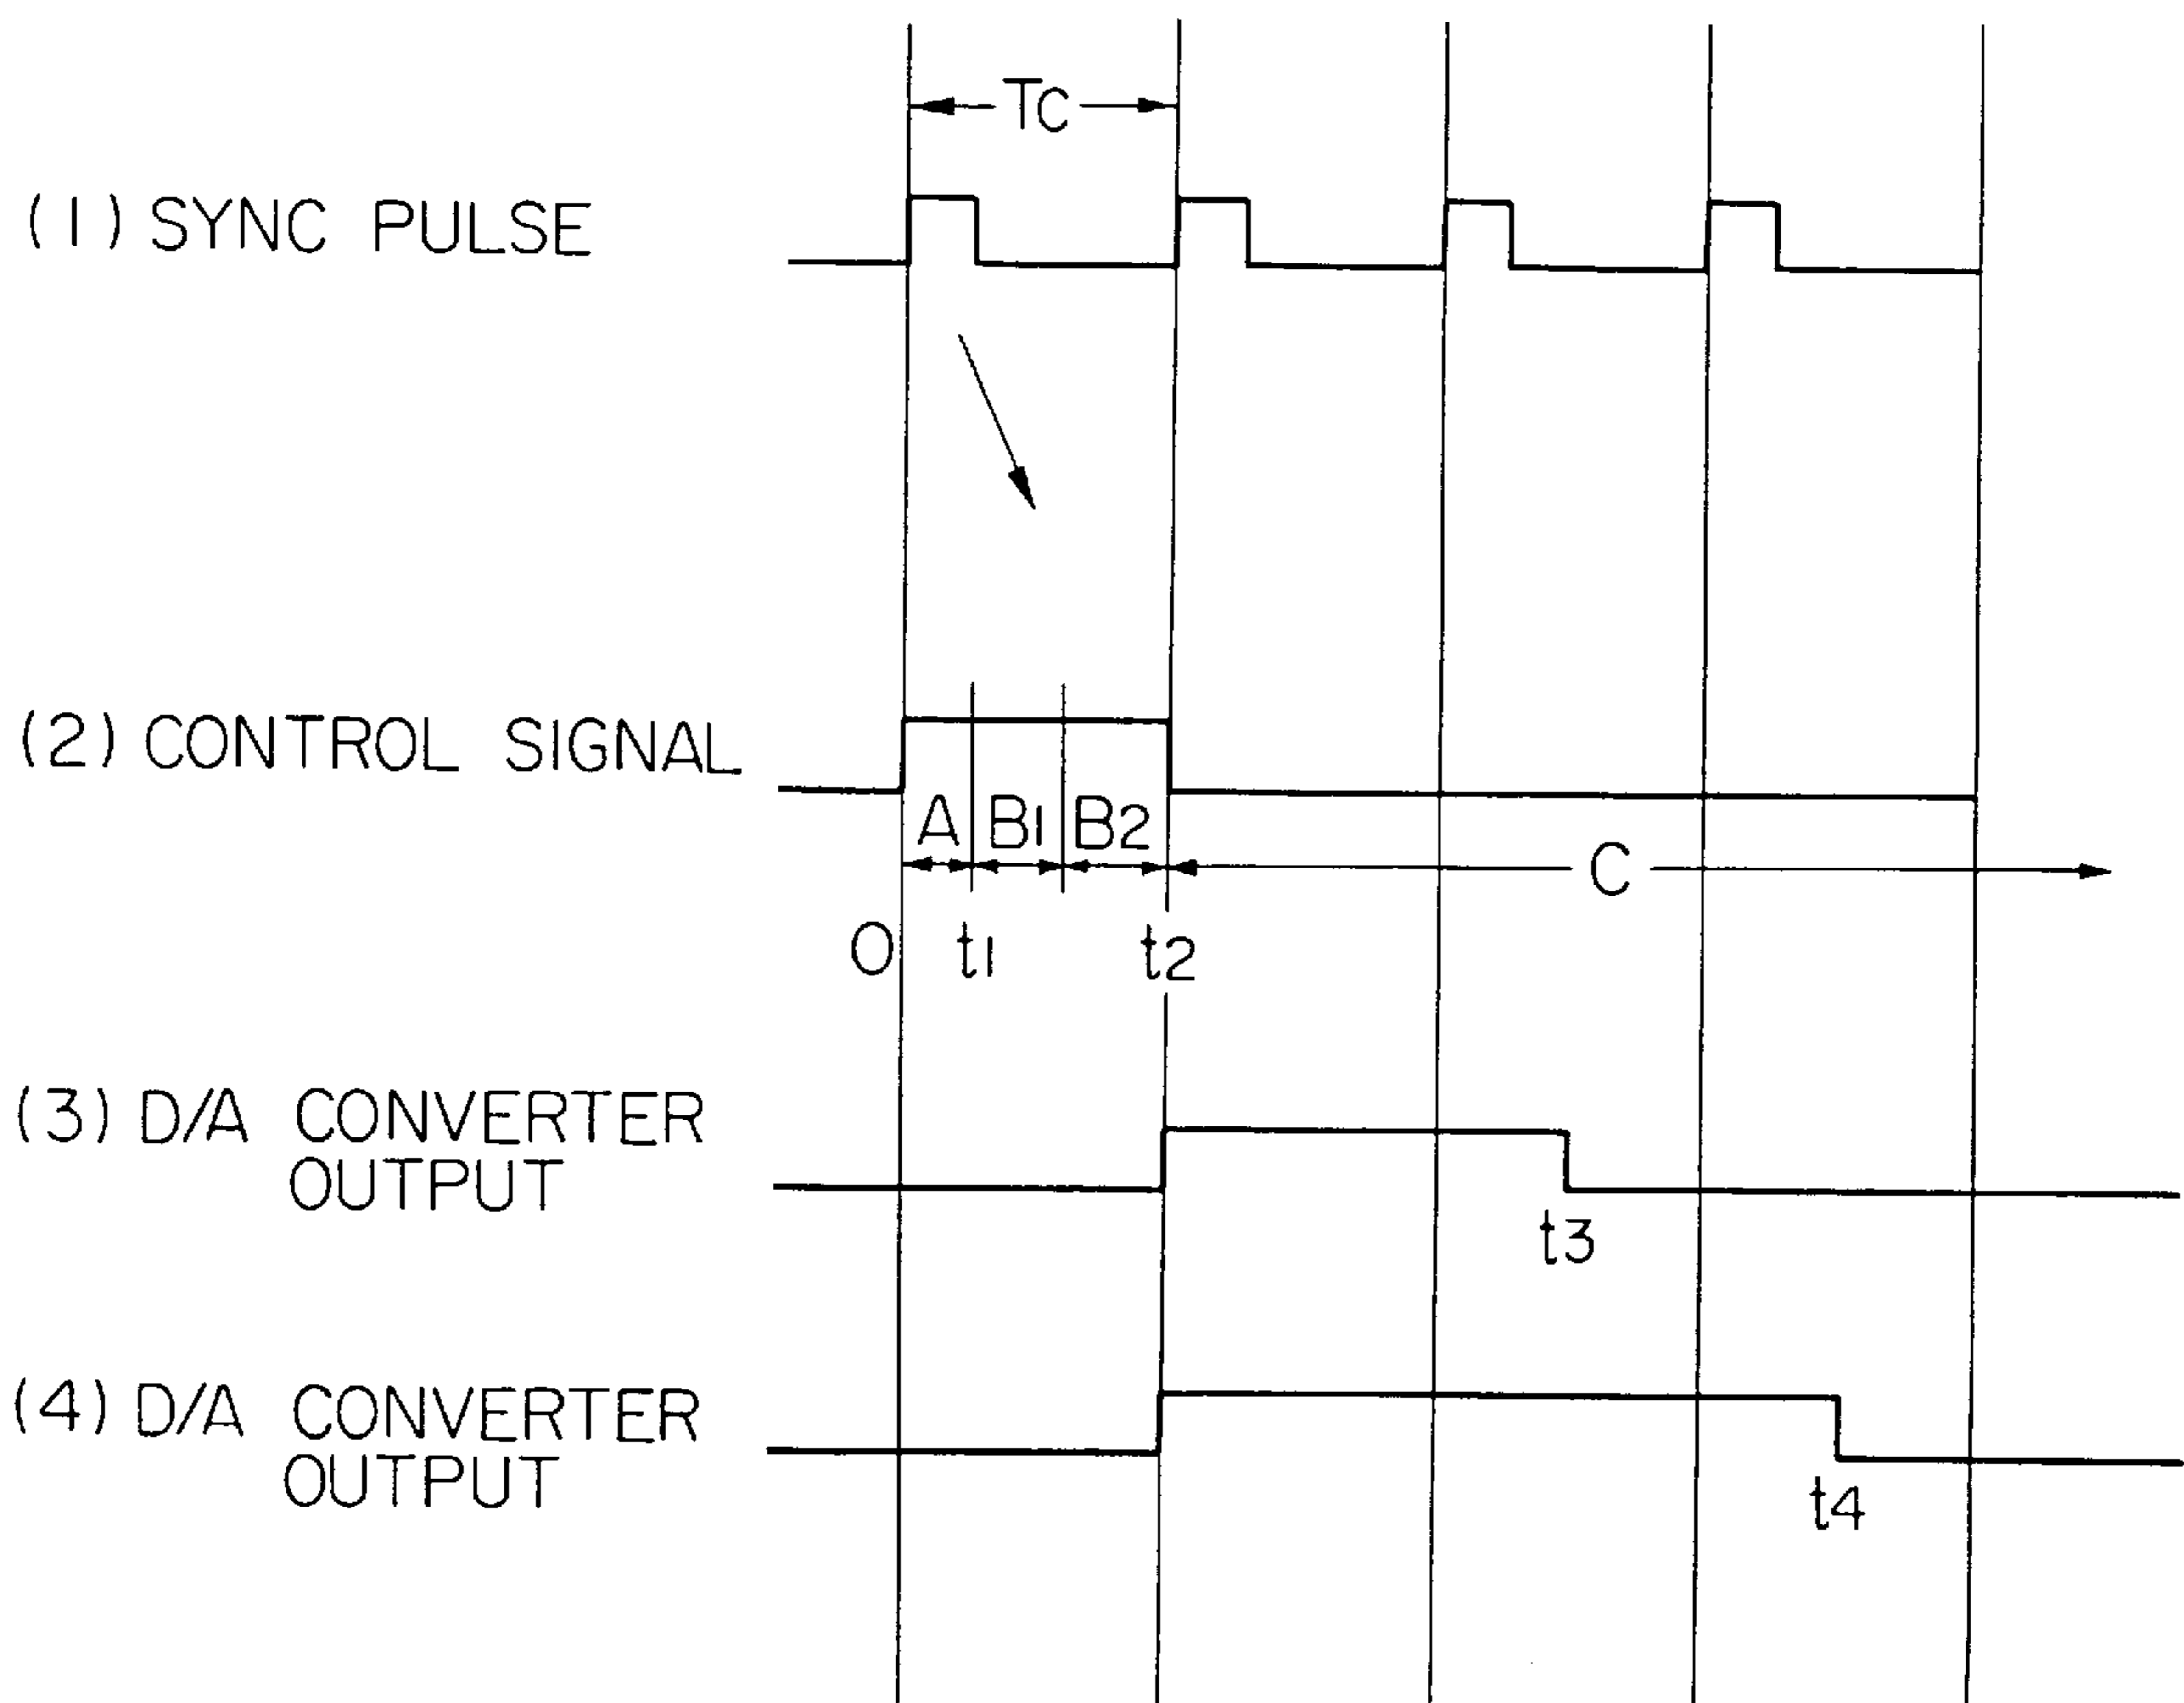 TC
(1) SYNC PULSE
(2) CONTROL SIGNAL
A B1 B2
C
0 t1 t2
(3) D/A CONVERTER
OUTPUT
t3
(4) D/A CONVERTER
OUTPUT
t4